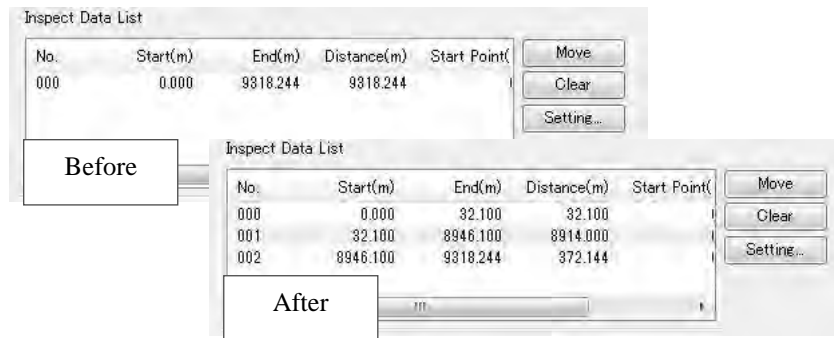 Inspect Data List
No. Start(m) End(m) Distance(m) Start Point(
000 0.000 9318.244 9318.244
Move
Clear
Setting...
Before
Inspect Data List
No. Start(m) End(m) Distance(m) Start Point(
000 0.000 32.100 32.100
001 32.100 8946.100 8914.000
002 8946.100 9318.244 372.144
Move
Clear
Setting...
After